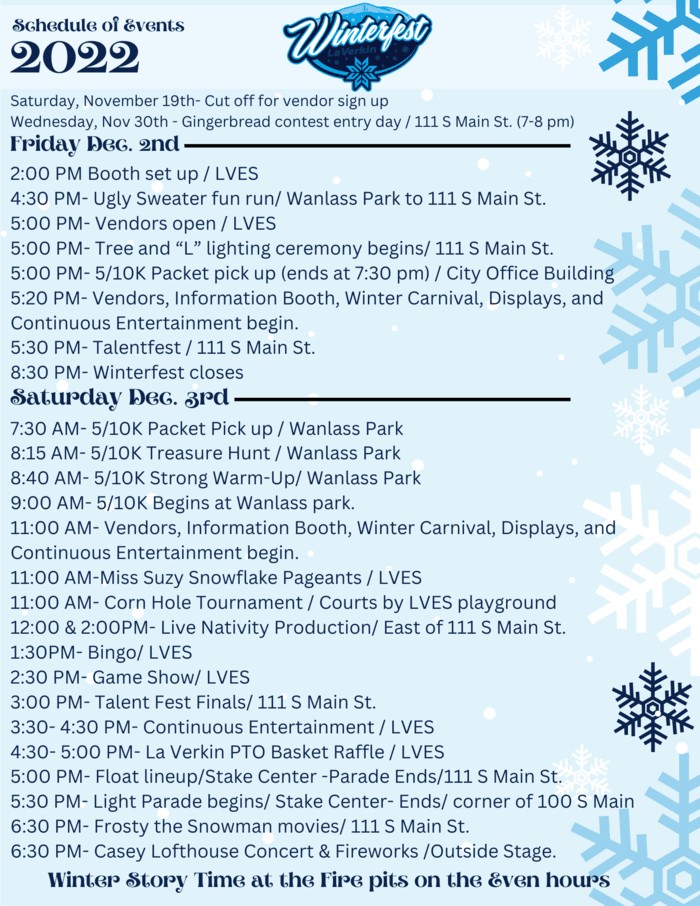 Schedule of Events
2022
Winterfest
La Verkin
Saturday, November 19th- Cut off for vendor sign up
Wednesday, Nov 30th - Gingerbread contest entry day / 111 S Main St. (7-8 pm)
Friday Dec. 2nd
2:00 PM Booth set up / LVES
4:30 PM- Ugly Sweater fun run/ Wanlass Park to 111 S Main St.
5:00 PM- Vendors open / LVES
5:00 PM- Tree and “L” lighting ceremony begins/ 111 S Main St.
5:00 PM- 5/10K Packet pick up (ends at 7:30 pm) / City Office Building
5:20 PM- Vendors, Information Booth, Winter Carnival, Displays, and
Continuous Entertainment begin.
5:30 PM- Talentfest / 111 S Main St.
8:30 PM- Winterfest closes
Saturday Dec. 3rd
7:30 AM- 5/10K Packet Pick up / Wanlass Park
8:15 AM- 5/10K Treasure Hunt / Wanlass Park
8:40 AM- 5/10K Strong Warm-Up/ Wanlass Park
9:00 AM- 5/10K Begins at Wanlass park.
11:00 AM- Vendors, Information Booth, Winter Carnival, Displays, and
Continuous Entertainment begin.
11:00 AM-Miss Suzy Snowflake Pageants / LVES
11:00 AM- Corn Hole Tournament / Courts by LVES playground
12:00 & 2:00PM- Live Nativity Production/ East of 111 S Main St.
1:30PM- Bingo/ LVES
2:30 PM- Game Show/ LVES
3:00 PM- Talent Fest Finals/ 111 S Main St.
3:30- 4:30 PM- Continuous Entertainment / LVES
4:30- 5:00 PM- La Verkin PTO Basket Raffle / LVES
5:00 PM- Float lineup/Stake Center -Parade Ends/111 S Main St.
5:30 PM- Light Parade begins/ Stake Center- Ends/ corner of 100 S Main
6:30 PM- Frosty the Snowman movies/ 111 S Main St.
6:30 PM- Casey Lofthouse Concert & Fireworks /Outside Stage.
Winter Story Time at the Fire pits on the Even hours